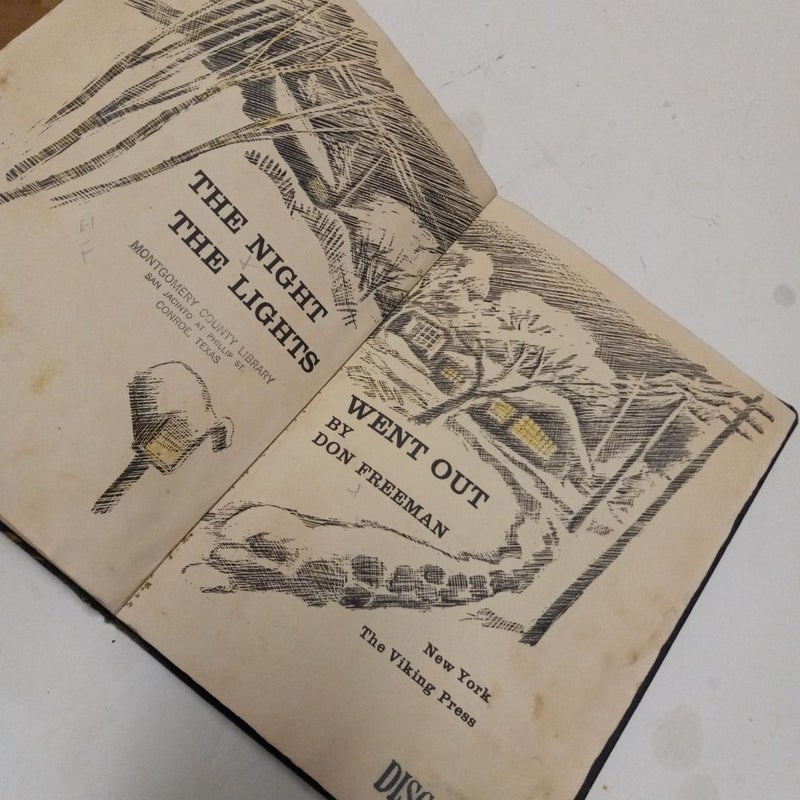 THE NIGHT
THE LIGHTS
MONTGOMERY COUNTY LIBRARY
SAN JACINTO AT PHILLIP ST.
CONROE, TEXAS
WENT OUT
BY
DON FREEMAN
New York
The Viking Press